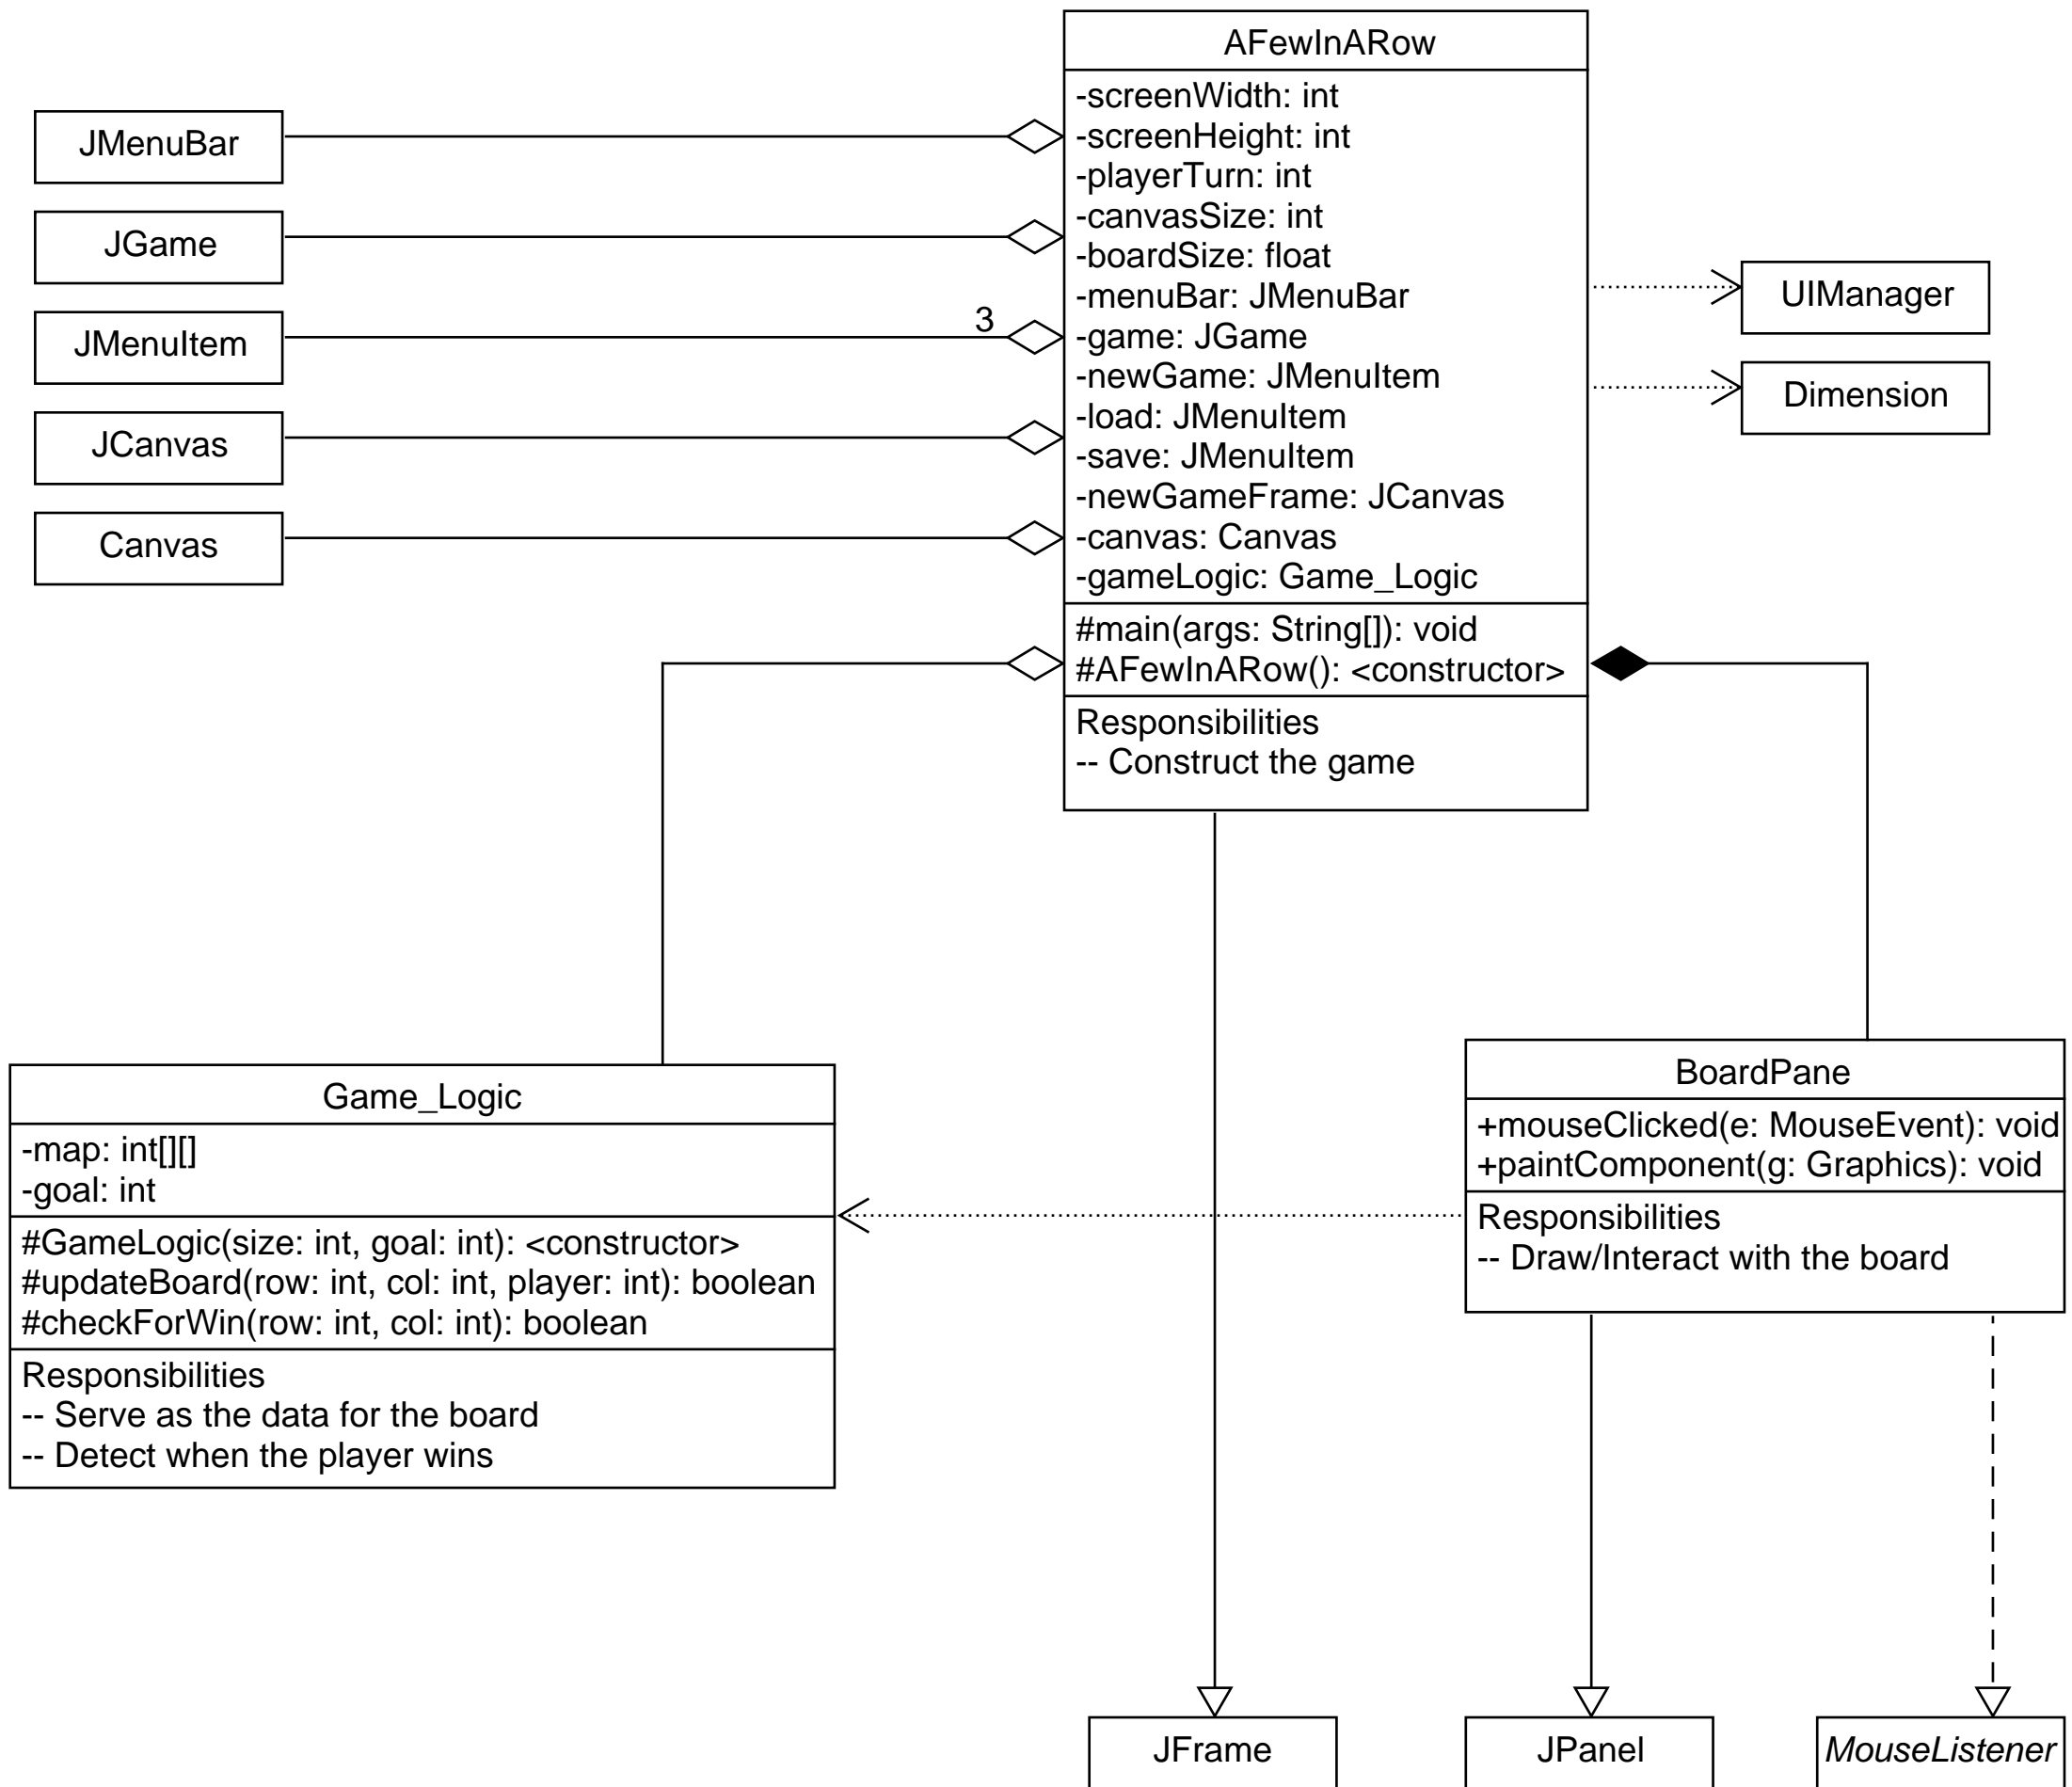 AFewInARow
-screenWidth: int
-screenHeight: int
-playerTurn: int
-canvasSize: int
-boardSize: float
-menuBar: JMenuBar
-game: JGame
-newGame: JMenuItem
-load: JMenuItem
-save: JMenuItem
-newGameFrame: JCanvas
-canvas: Canvas
-gameLogic: Game_Logic
#main(args: String[]): void
#AFewInARow(): <constructor>
Responsibilities
-- Construct the game
JMenuBar
JGame
JMenuItem
3
JCanvas
Canvas
UIManager
Dimension
Game_Logic
-map: int[][]
-goal: int
#GameLogic(size: int, goal: int): <constructor>
#updateBoard(row: int, col: int, player: int): boolean
#checkForWin(row: int, col: int): boolean
Responsibilities
-- Serve as the data for the board
-- Detect when the player wins
BoardPane
+mouseClicked(e: MouseEvent): void
+paintComponent(g: Graphics): void
Responsibilities
-- Draw/Interact with the board
JFrame
JPanel
MouseListener